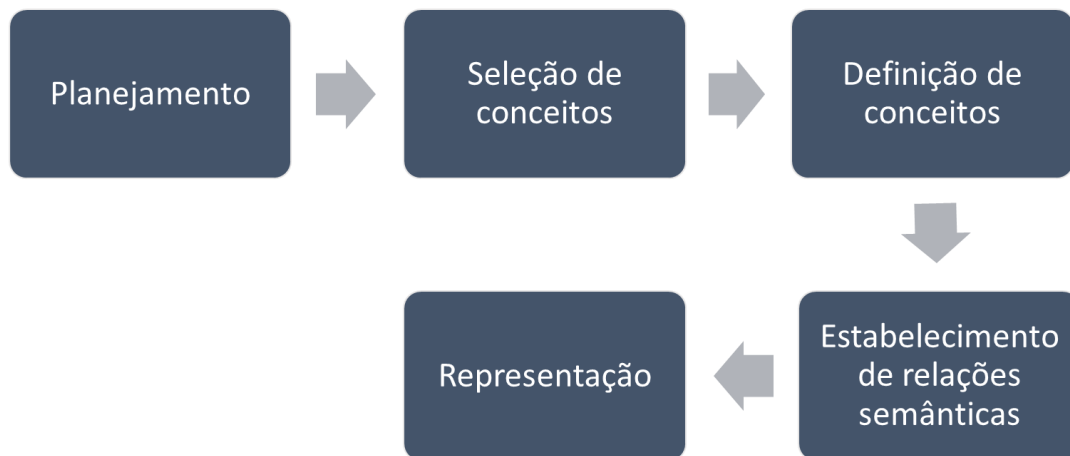 Planejamento
Seleção de
conceitos
Definição de
conceitos
Estabelecimento
de relações
semânticas
Representação